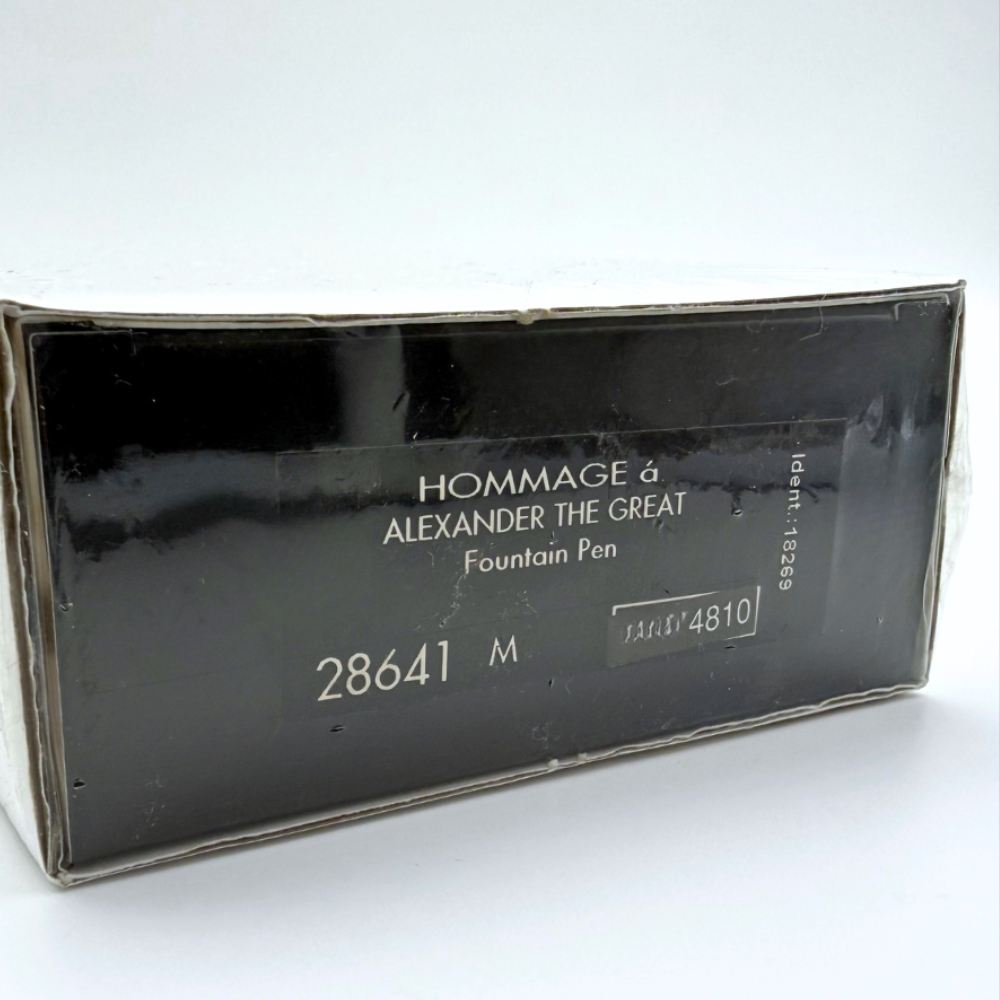 HOMMAGE á
ALEXANDER THE GREAT
Fountain Pen
28641 M
4810
Ident.:18269